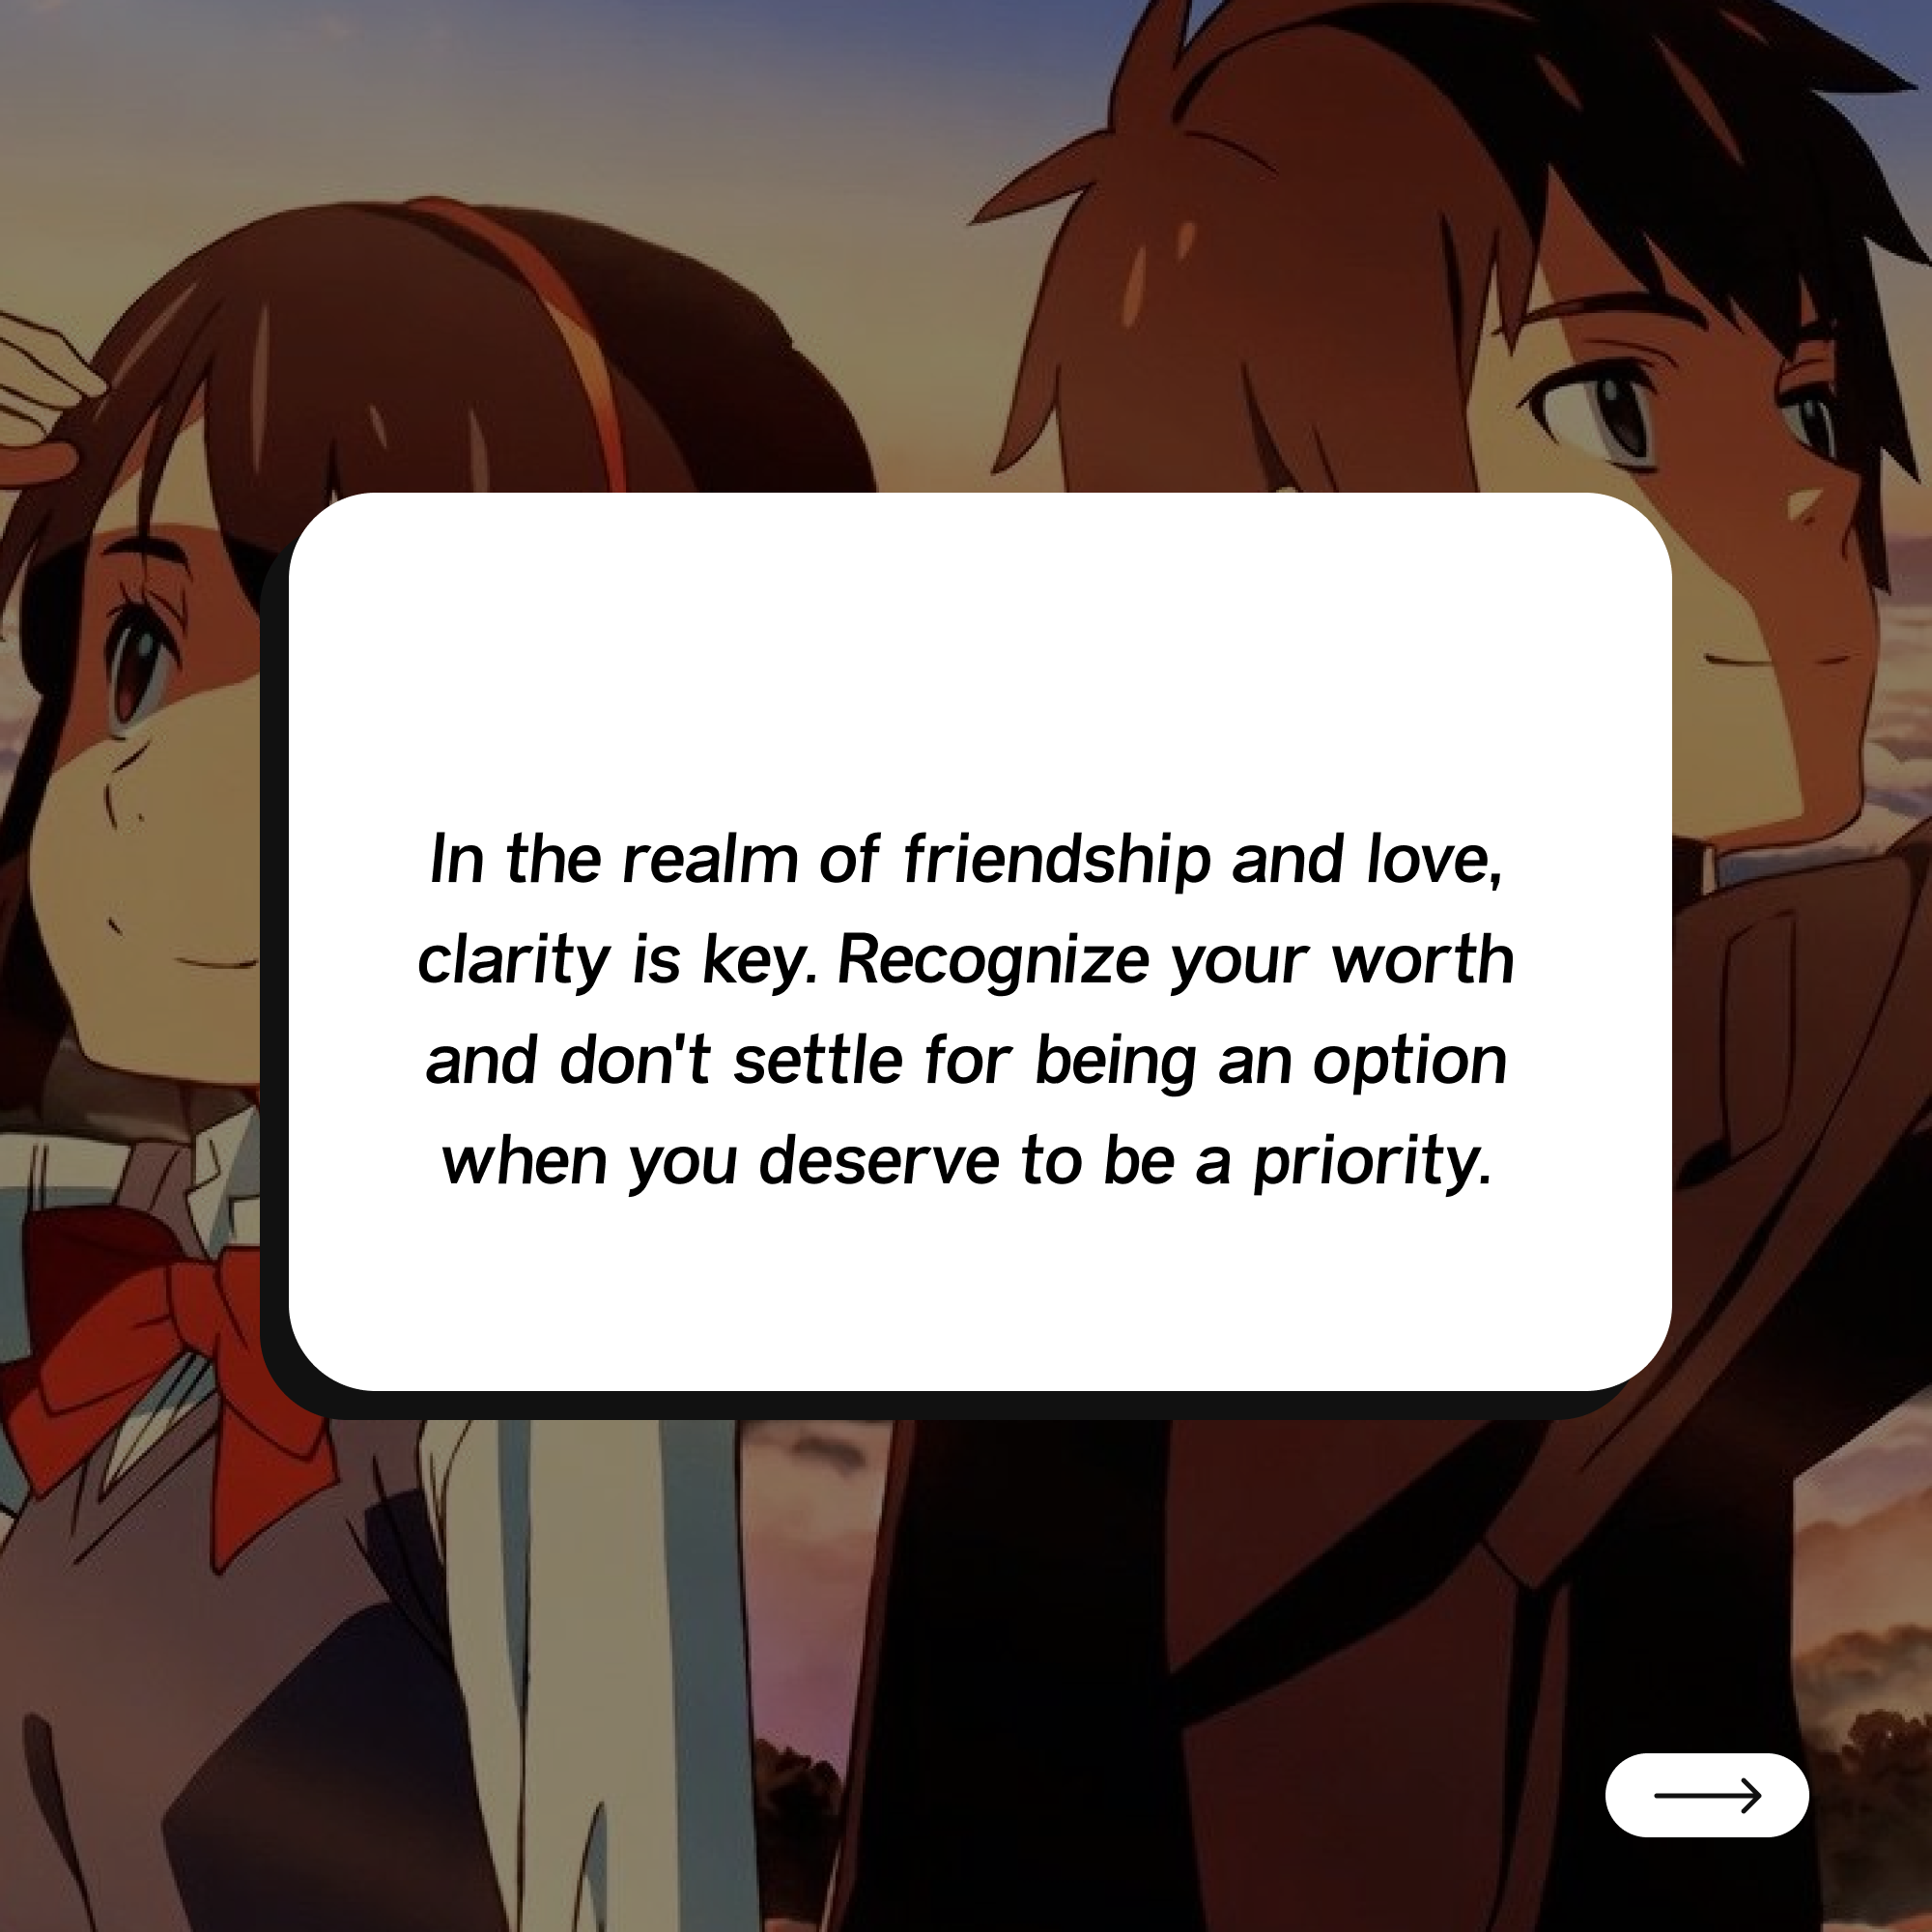 In the realm of friendship and love,
clarity is key. Recognize your worth
and don't settle for being an option
when you deserve to be a priority.